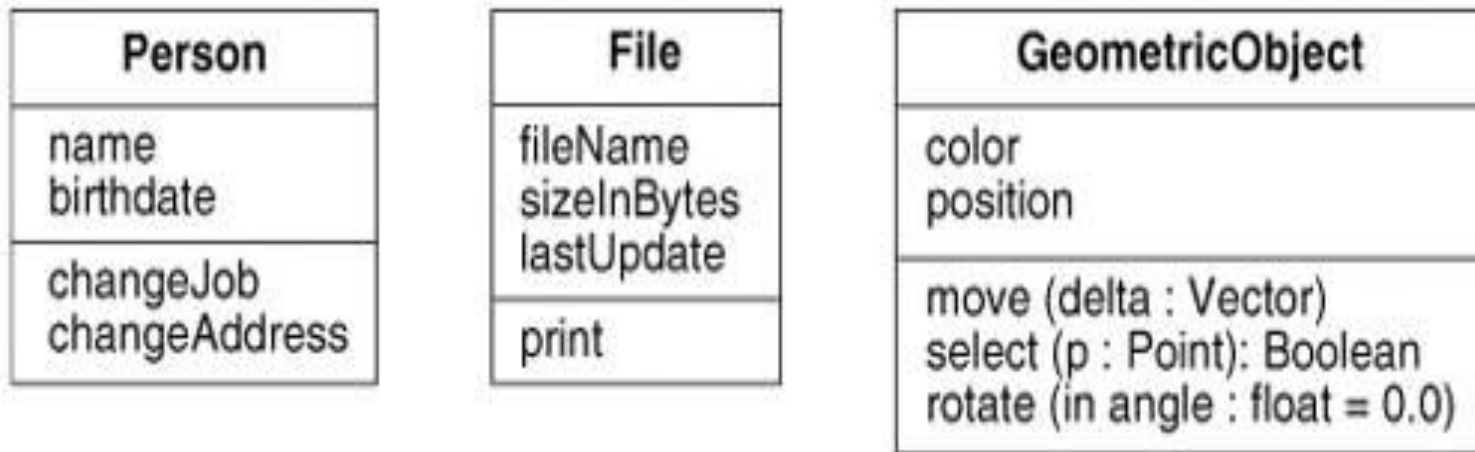 Person
name
birthdate
changeJob
changeAddress
File
fileName
sizeInBytes
lastUpdate
print
GeometricObject
color
position
move (delta : Vector)
select (p : Point): Boolean
rotate (in angle : float = 0.0)